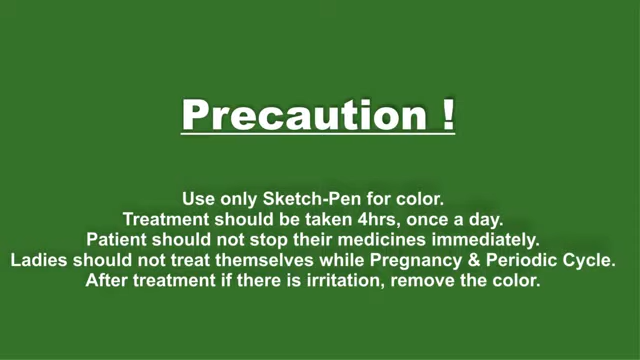 Precaution !
Use only Sketch-Pen for color.
Treatment should be taken 4hrs, once a day.
Patient should not stop their medicines immediately.
Ladies should not treat themselves while Pregnancy & Periodic Cycle.
After treatment if there is irritation, remove the color.